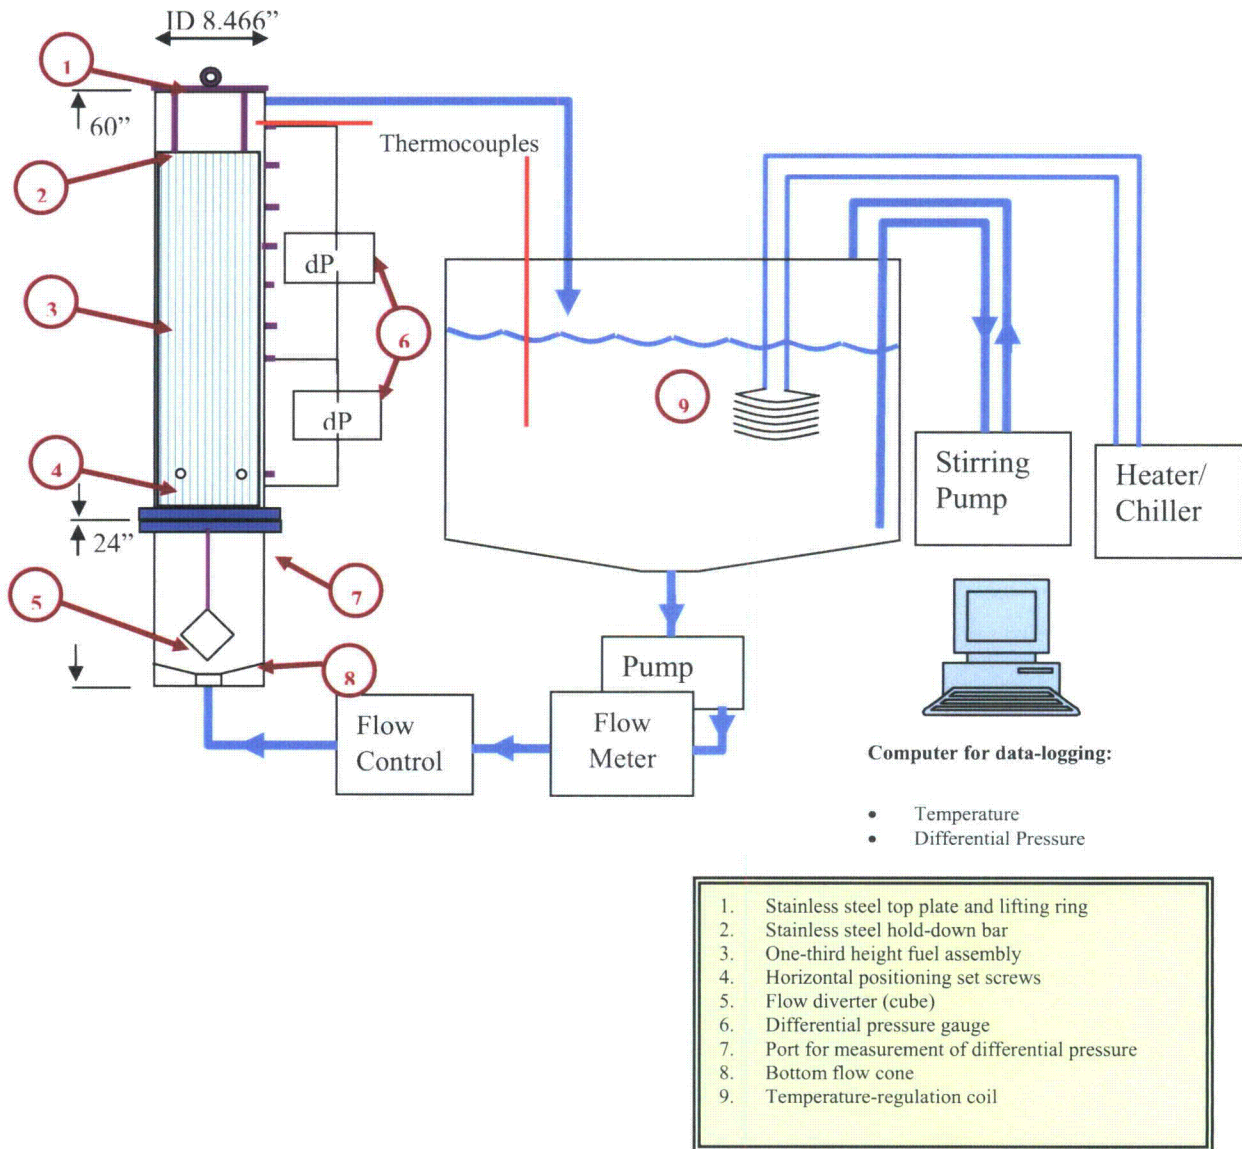 ID 8.466”
1
60”
Thermocouples
2
dP
3
6
9
dP
4
Stirring
Pump
Heater/
Chiller
24”
5
7
8
Pump
Flow
Control
Flow
Meter
Computer for data-logging:
• Temperature
• Differential Pressure
1. Stainless steel top plate and lifting ring
2. Stainless steel hold-down bar
3. One-third height fuel assembly
4. Horizontal positioning set screws
5. Flow diverter (cube)
6. Differential pressure gauge
7. Port for measurement of differential pressure
8. Bottom flow cone
9. Temperature-regulation coil